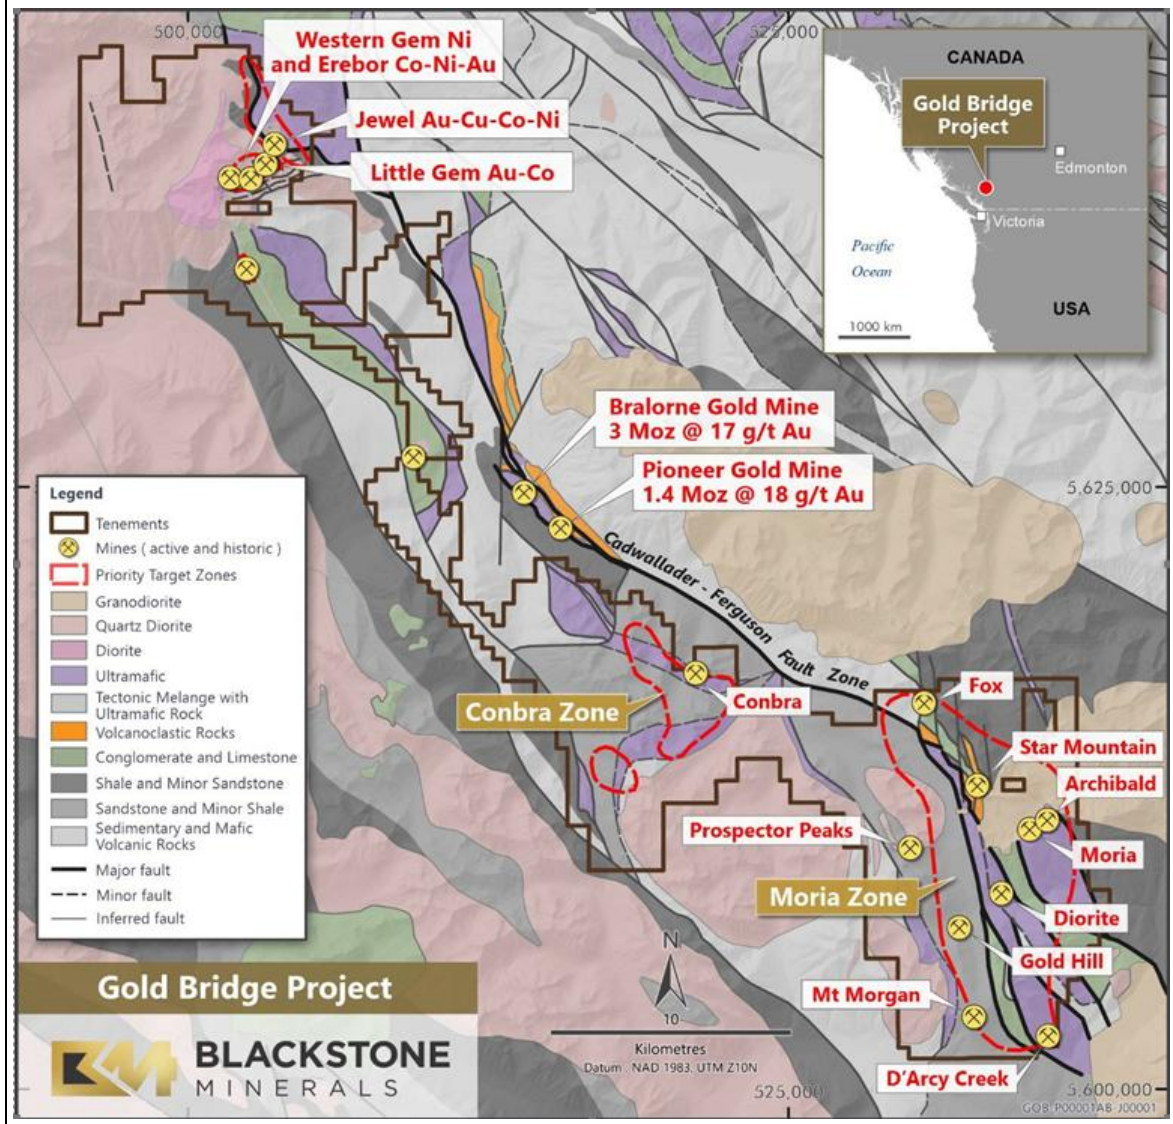 500,000
525,000
Western Gem Ni
and Erebor Co-Ni-Au
Jewel Au-Cu-Co-Ni
Little Gem Au-Co
CANADA
Gold Bridge
Project
Edmonton
Victoria
Pacific
Ocean
USA
1000 km
Bralorne Gold Mine
3 Moz @ 17 g/t Au
Pioneer Gold Mine
1.4 Moz @ 18 g/t Au
5,625,000
Legend
Tenements
Mines ( active and historic )
Priority Target Zones
Granodiorite
Quartz Diorite
Diorite
Ultramafic
Tectonic Melange with
Ultramafic Rock
Volcanoclastic Rocks
Conglomerate and Limestone
Shale and Minor Sandstone
Sandstone and Minor Shale
Sedimentary and Mafic
Volcanic Rocks
Major fault
Minor fault
Inferred fault
Cadwallader - Ferguson Fault Zone
Conbra Zone
Conbra
Fox
Star Mountain
Archibald
Prospector Peaks
Moria
Moria Zone
Diorite
Gold Hill
Mt Morgan
D'Arcy Creek
N
10
Kilometres
Datum : NAD 1983, UTM Z10N
525,000
5,600,000
GOB-P00001AB-J00001
Gold Bridge Project
BLACKSTONE
MINERALS